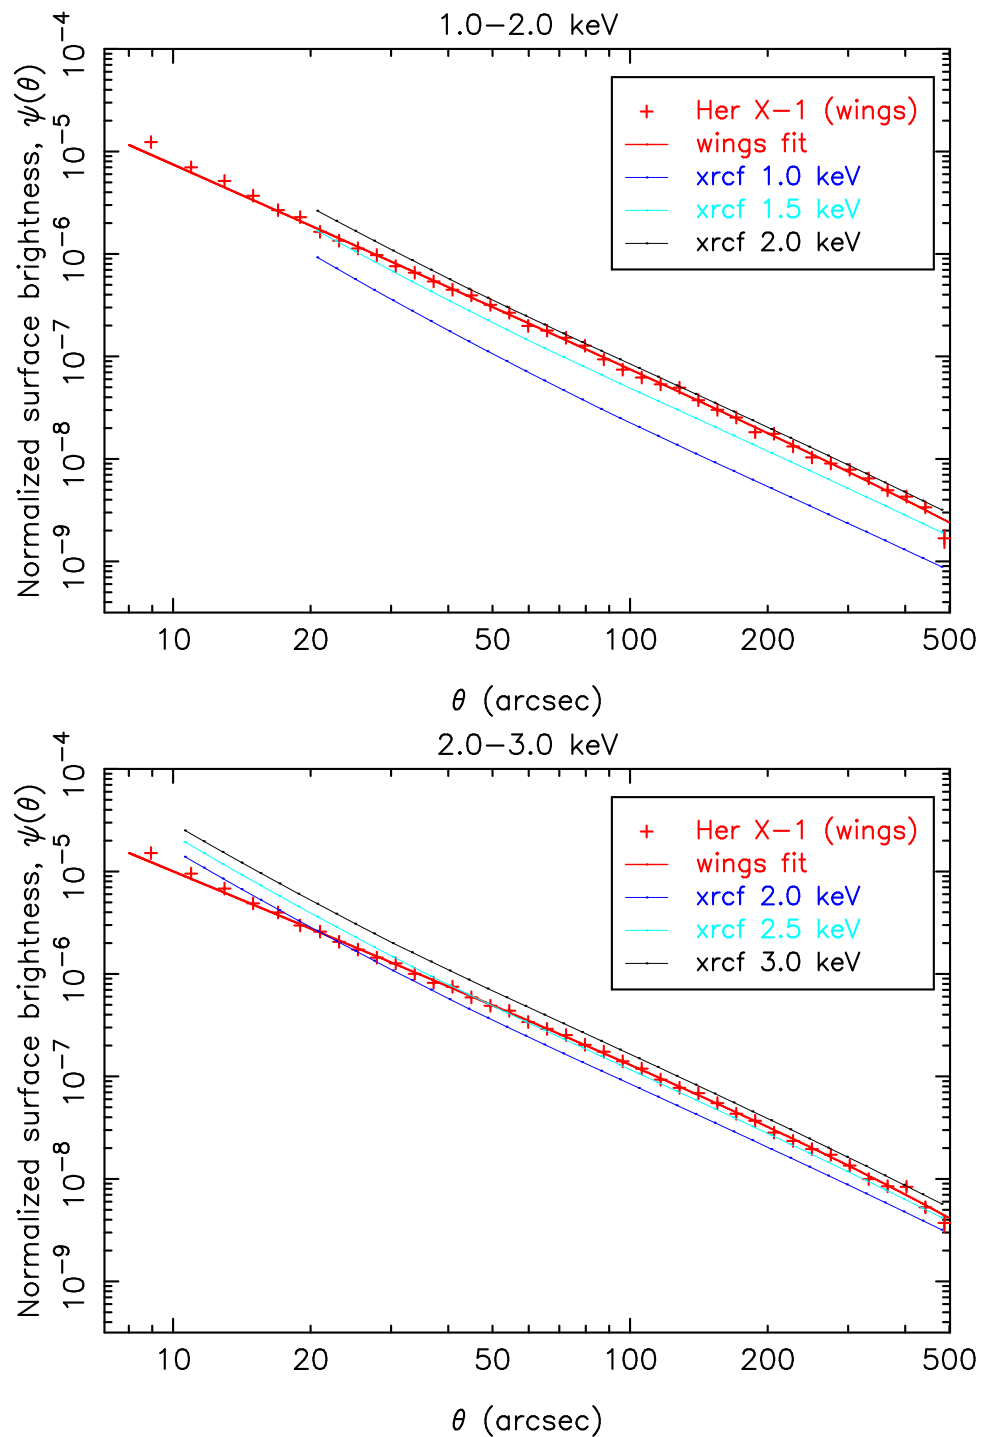 1.0−2.0 keV
Normalized surface brightness, ψ(θ)
10⁻⁴
10⁻⁵
10⁻⁶
10⁻⁷
10⁻⁸
10⁻⁹
Her X−1 (wings)
wings fit
xrcf 1.0 keV
xrcf 1.5 keV
xrcf 2.0 keV
10 20 50 100 200 500
θ (arcsec)
2.0−3.0 keV
Normalized surface brightness, ψ(θ)
10⁻⁴
10⁻⁵
10⁻⁶
10⁻⁷
10⁻⁸
10⁻⁹
Her X−1 (wings)
wings fit
xrcf 2.0 keV
xrcf 2.5 keV
xrcf 3.0 keV
10 20 50 100 200 500
θ (arcsec)